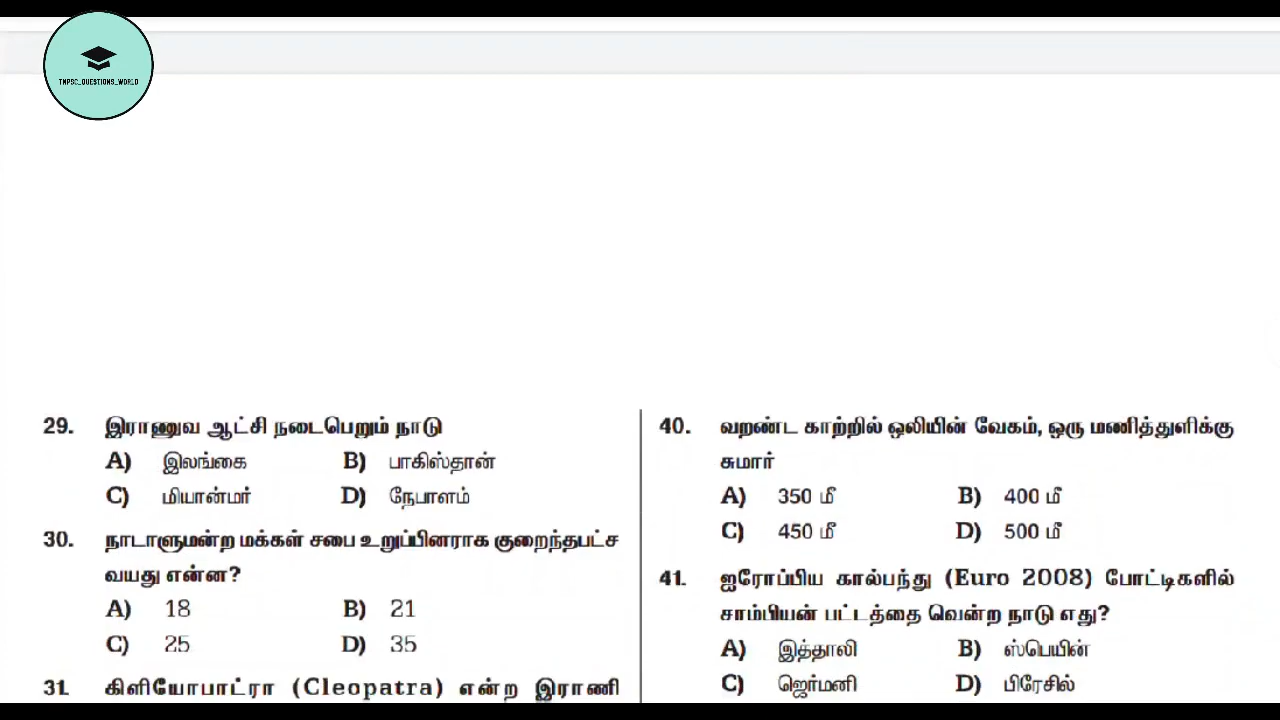 TNPSC_QUESTIONS_WORLD
29. இராணுவ ஆட்சி நடைபெறும் நாடு
A) இலங்கை B) பாகிஸ்தான்
C) மியான்மர் D) நேபாளம்
30. நாடாளுமன்ற மக்கள் சபை உறுப்பினராக குறைந்தபட்ச
வயது என்ன?
A) 18 B) 21
C) 25 D) 35
31. கிளியோபாட்ரா (Cleopatra) என்ற இராணி
40. வறண்ட காற்றில் ஒலியின் வேகம், ஒரு மணித்துளிக்கு
சுமார்
A) 350 மீ B) 400 மீ
C) 450 மீ D) 500 மீ
41. ஐரோப்பிய கால்பந்து (Euro 2008) போட்டிகளில்
சாம்பியன் பட்டத்தை வென்ற நாடு எது?
A) இத்தாலி B) ஸ்பெயின்
C) ஜெர்மனி D) பிரேசில்